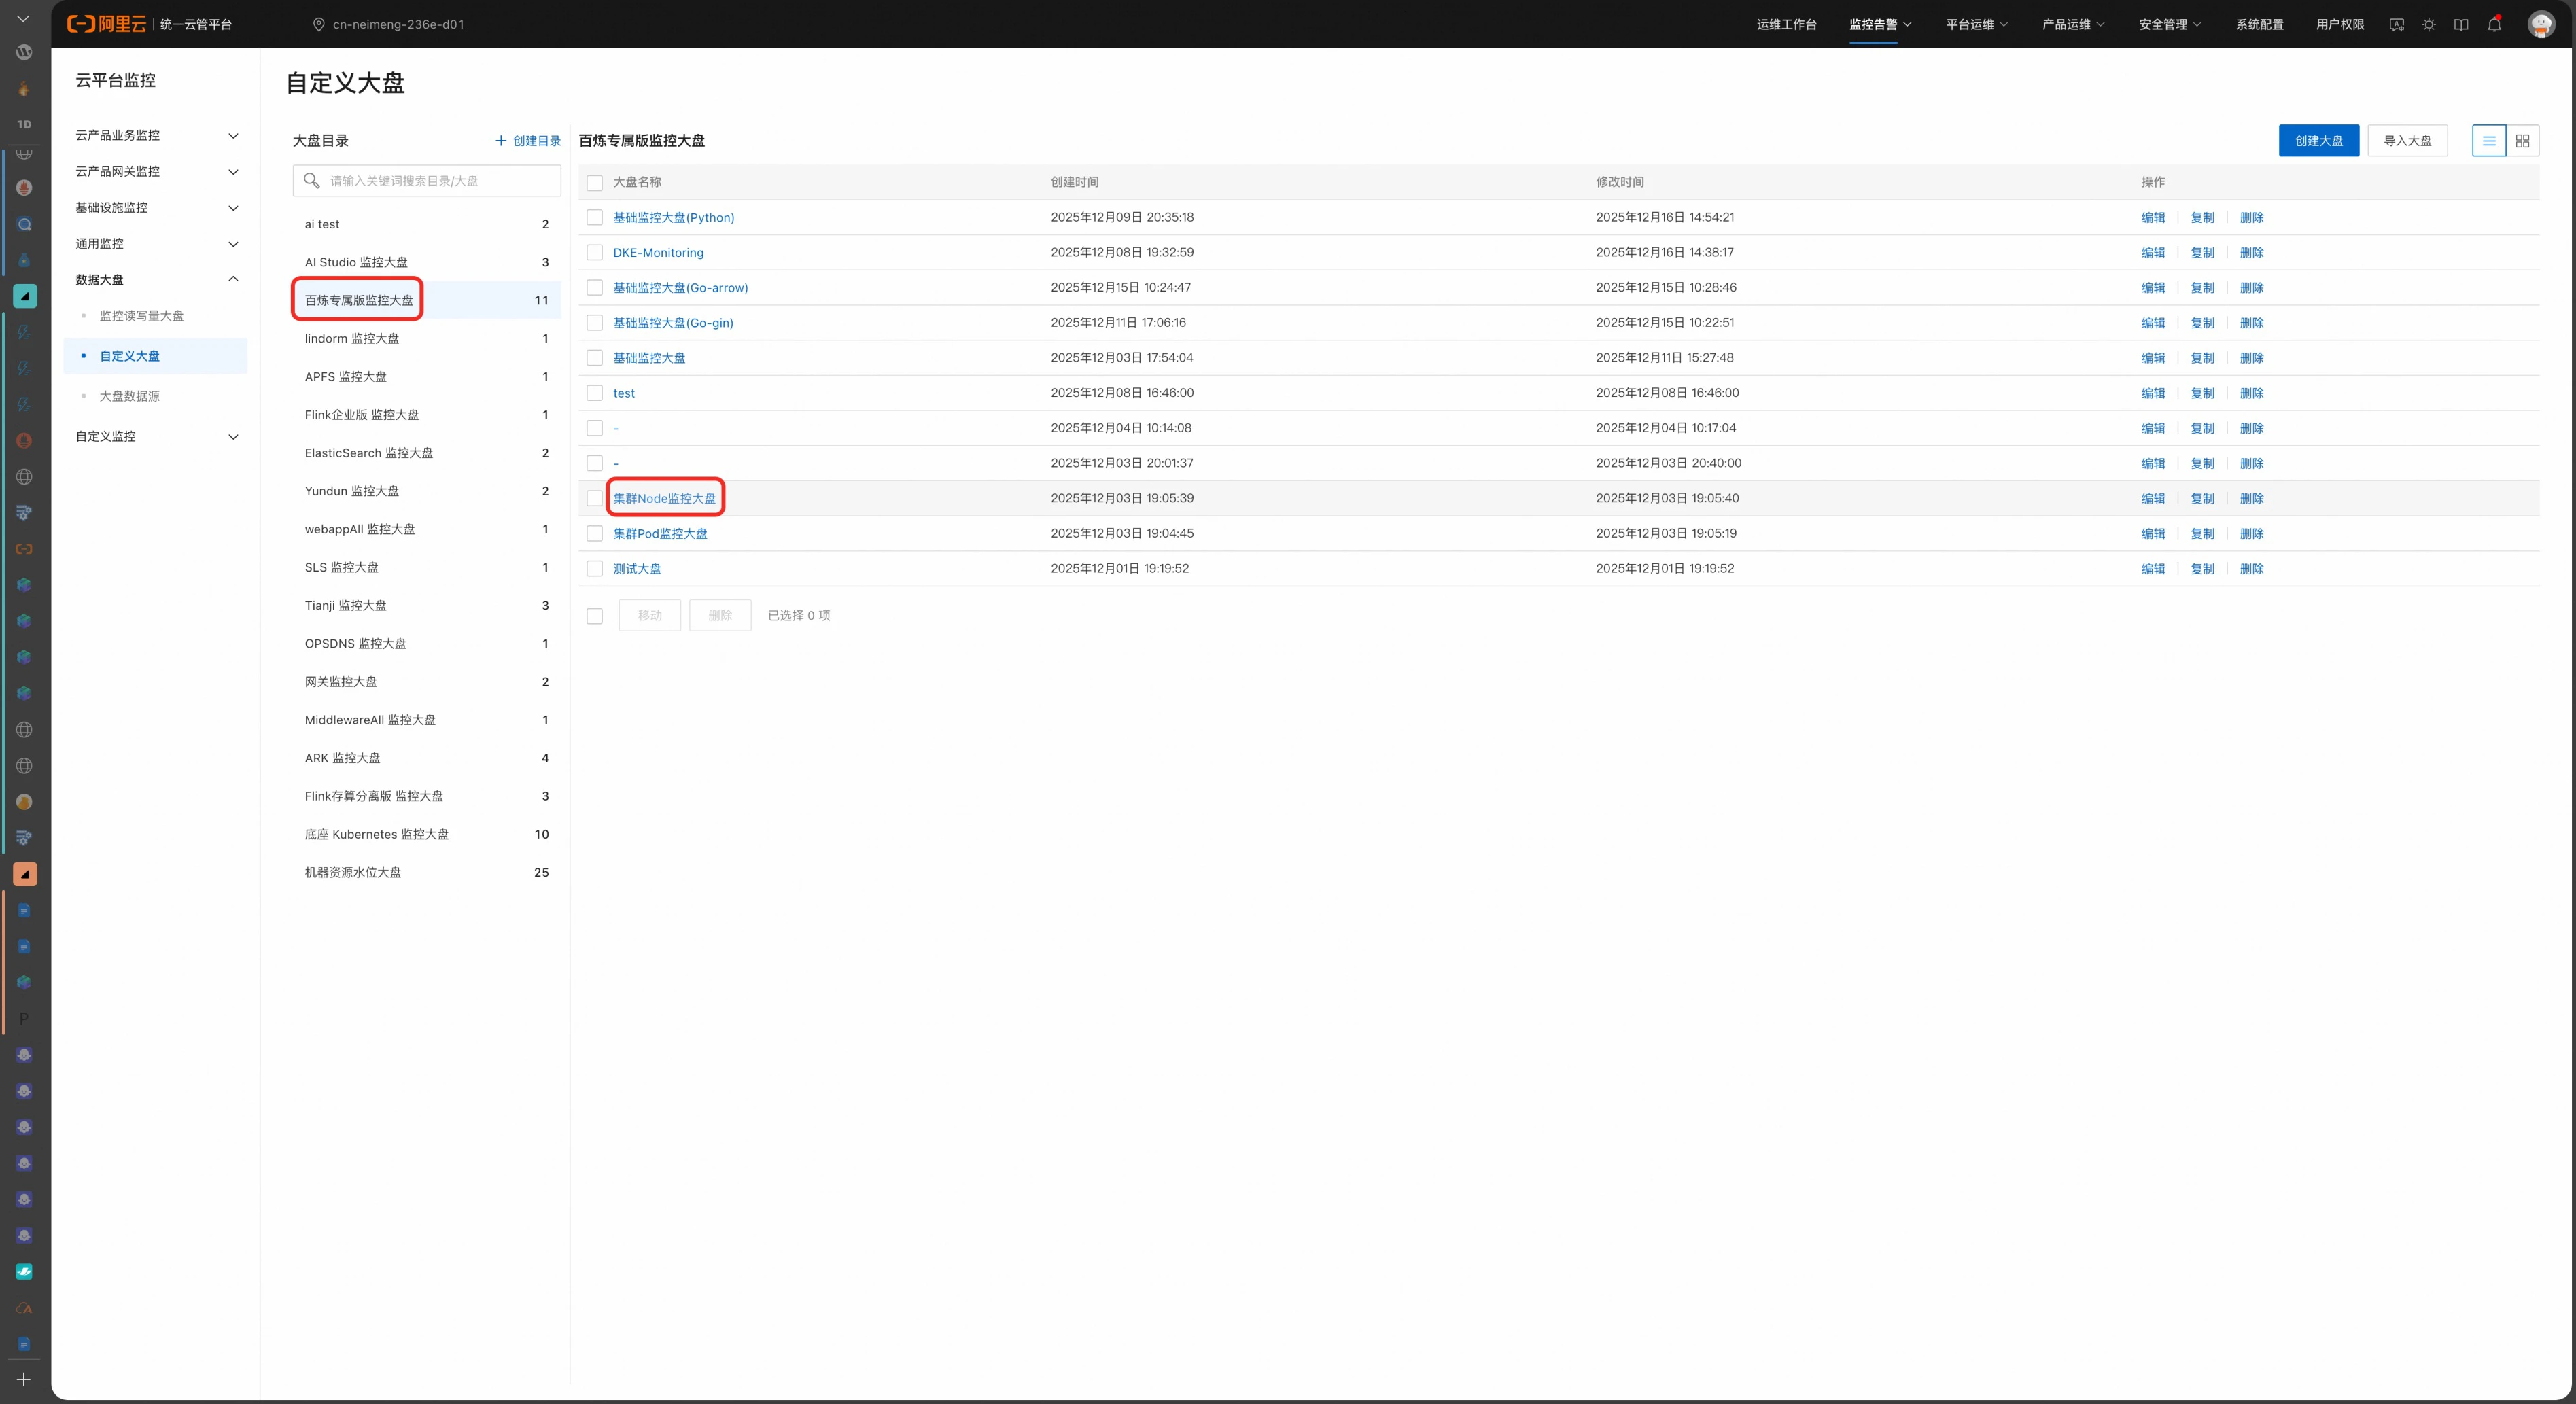 阿里云 | 统一云管平台
cn-neimeng-236e-d01
运维工作台
监控告警
平台运维
产品运维
安全管理
系统配置
用户权限
1D
P
云平台监控
云产品业务监控
云产品网关监控
基础设施监控
通用监控
数据大盘
监控读写量大盘
自定义大盘
大盘数据源
自定义监控
自定义大盘
大盘目录
创建目录
请输入关键词搜索目录/大盘
ai test 2
AI Studio 监控大盘 3
百炼专属版监控大盘 11
lindorm 监控大盘 1
APFS 监控大盘 1
Flink企业版 监控大盘 1
ElasticSearch 监控大盘 2
Yundun 监控大盘 2
webappAll 监控大盘 1
SLS 监控大盘 1
Tianji 监控大盘 3
OPSDNS 监控大盘 1
网关监控大盘 2
MiddlewareAll 监控大盘 1
ARK 监控大盘 4
Flink存算分离版 监控大盘 3
底座 Kubernetes 监控大盘 10
机器资源水位大盘 25
百炼专属版监控大盘
创建大盘
导入大盘
大盘名称 创建时间 修改时间 操作
基础监控大盘(Python) 2025年12月09日 20:35:18 2025年12月16日 14:54:21 编辑 复制 删除
DKE-Monitoring 2025年12月08日 19:32:59 2025年12月16日 14:38:17 编辑 复制 删除
基础监控大盘(Go-arrow) 2025年12月15日 10:24:47 2025年12月15日 10:28:46 编辑 复制 删除
基础监控大盘(Go-gin) 2025年12月11日 17:06:16 2025年12月15日 10:22:51 编辑 复制 删除
基础监控大盘 2025年12月03日 17:54:04 2025年12月11日 15:27:48 编辑 复制 删除
test 2025年12月08日 16:46:00 2025年12月08日 16:46:00 编辑 复制 删除
- 2025年12月04日 10:14:08 2025年12月04日 10:17:04 编辑 复制 删除
- 2025年12月03日 20:01:37 2025年12月03日 20:40:00 编辑 复制 删除
集群Node监控大盘 2025年12月03日 19:05:39 2025年12月03日 19:05:40 编辑 复制 删除
集群Pod监控大盘 2025年12月03日 19:04:45 2025年12月03日 19:05:19 编辑 复制 删除
测试大盘 2025年12月01日 19:19:52 2025年12月01日 19:19:52 编辑 复制 删除
移动 删除 已选择 0 项